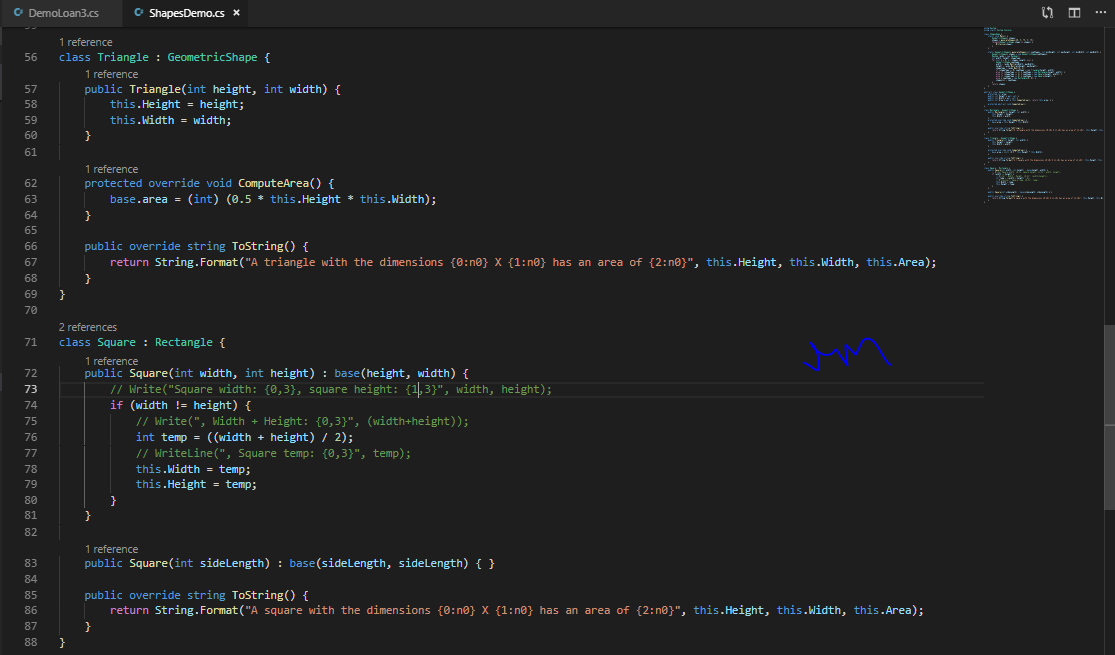 DemoLoan3.cs ShapesDemo.cs
1 reference
56 class Triangle : GeometricShape {
1 reference
57 public Triangle(int height, int width) {
58 this.Height = height;
59 this.Width = width;
60 }
61
1 reference
62 protected override void ComputeArea() {
63 base.area = (int) (0.5 * this.Height * this.Width);
64 }
65
66 public override string ToString() {
67 return String.Format("A triangle with the dimensions {0:n0} X {1:n0} has an area of {2:n0}", this.Height, this.Width, this.Area);
68 }
69 }
70
2 references
71 class Square : Rectangle {
1 reference
72 public Square(int width, int height) : base(height, width) {
73 // Write("Square width: {0,3}, square height: {1,3}", width, height);
74 if (width != height) {
75 // Write(", Width + Height: {0,3}", (width+height));
76 int temp = ((width + height) / 2);
77 // WriteLine(", Square temp: {0,3}", temp);
78 this.Width = temp;
79 this.Height = temp;
80 }
81 }
82
1 reference
83 public Square(int sideLength) : base(sideLength, sideLength) { }
84
85 public override string ToString() {
86 return String.Format("A square with the dimensions {0:n0} X {1:n0} has an area of {2:n0}", this.Height, this.Width, this.Area);
87 }
88 }